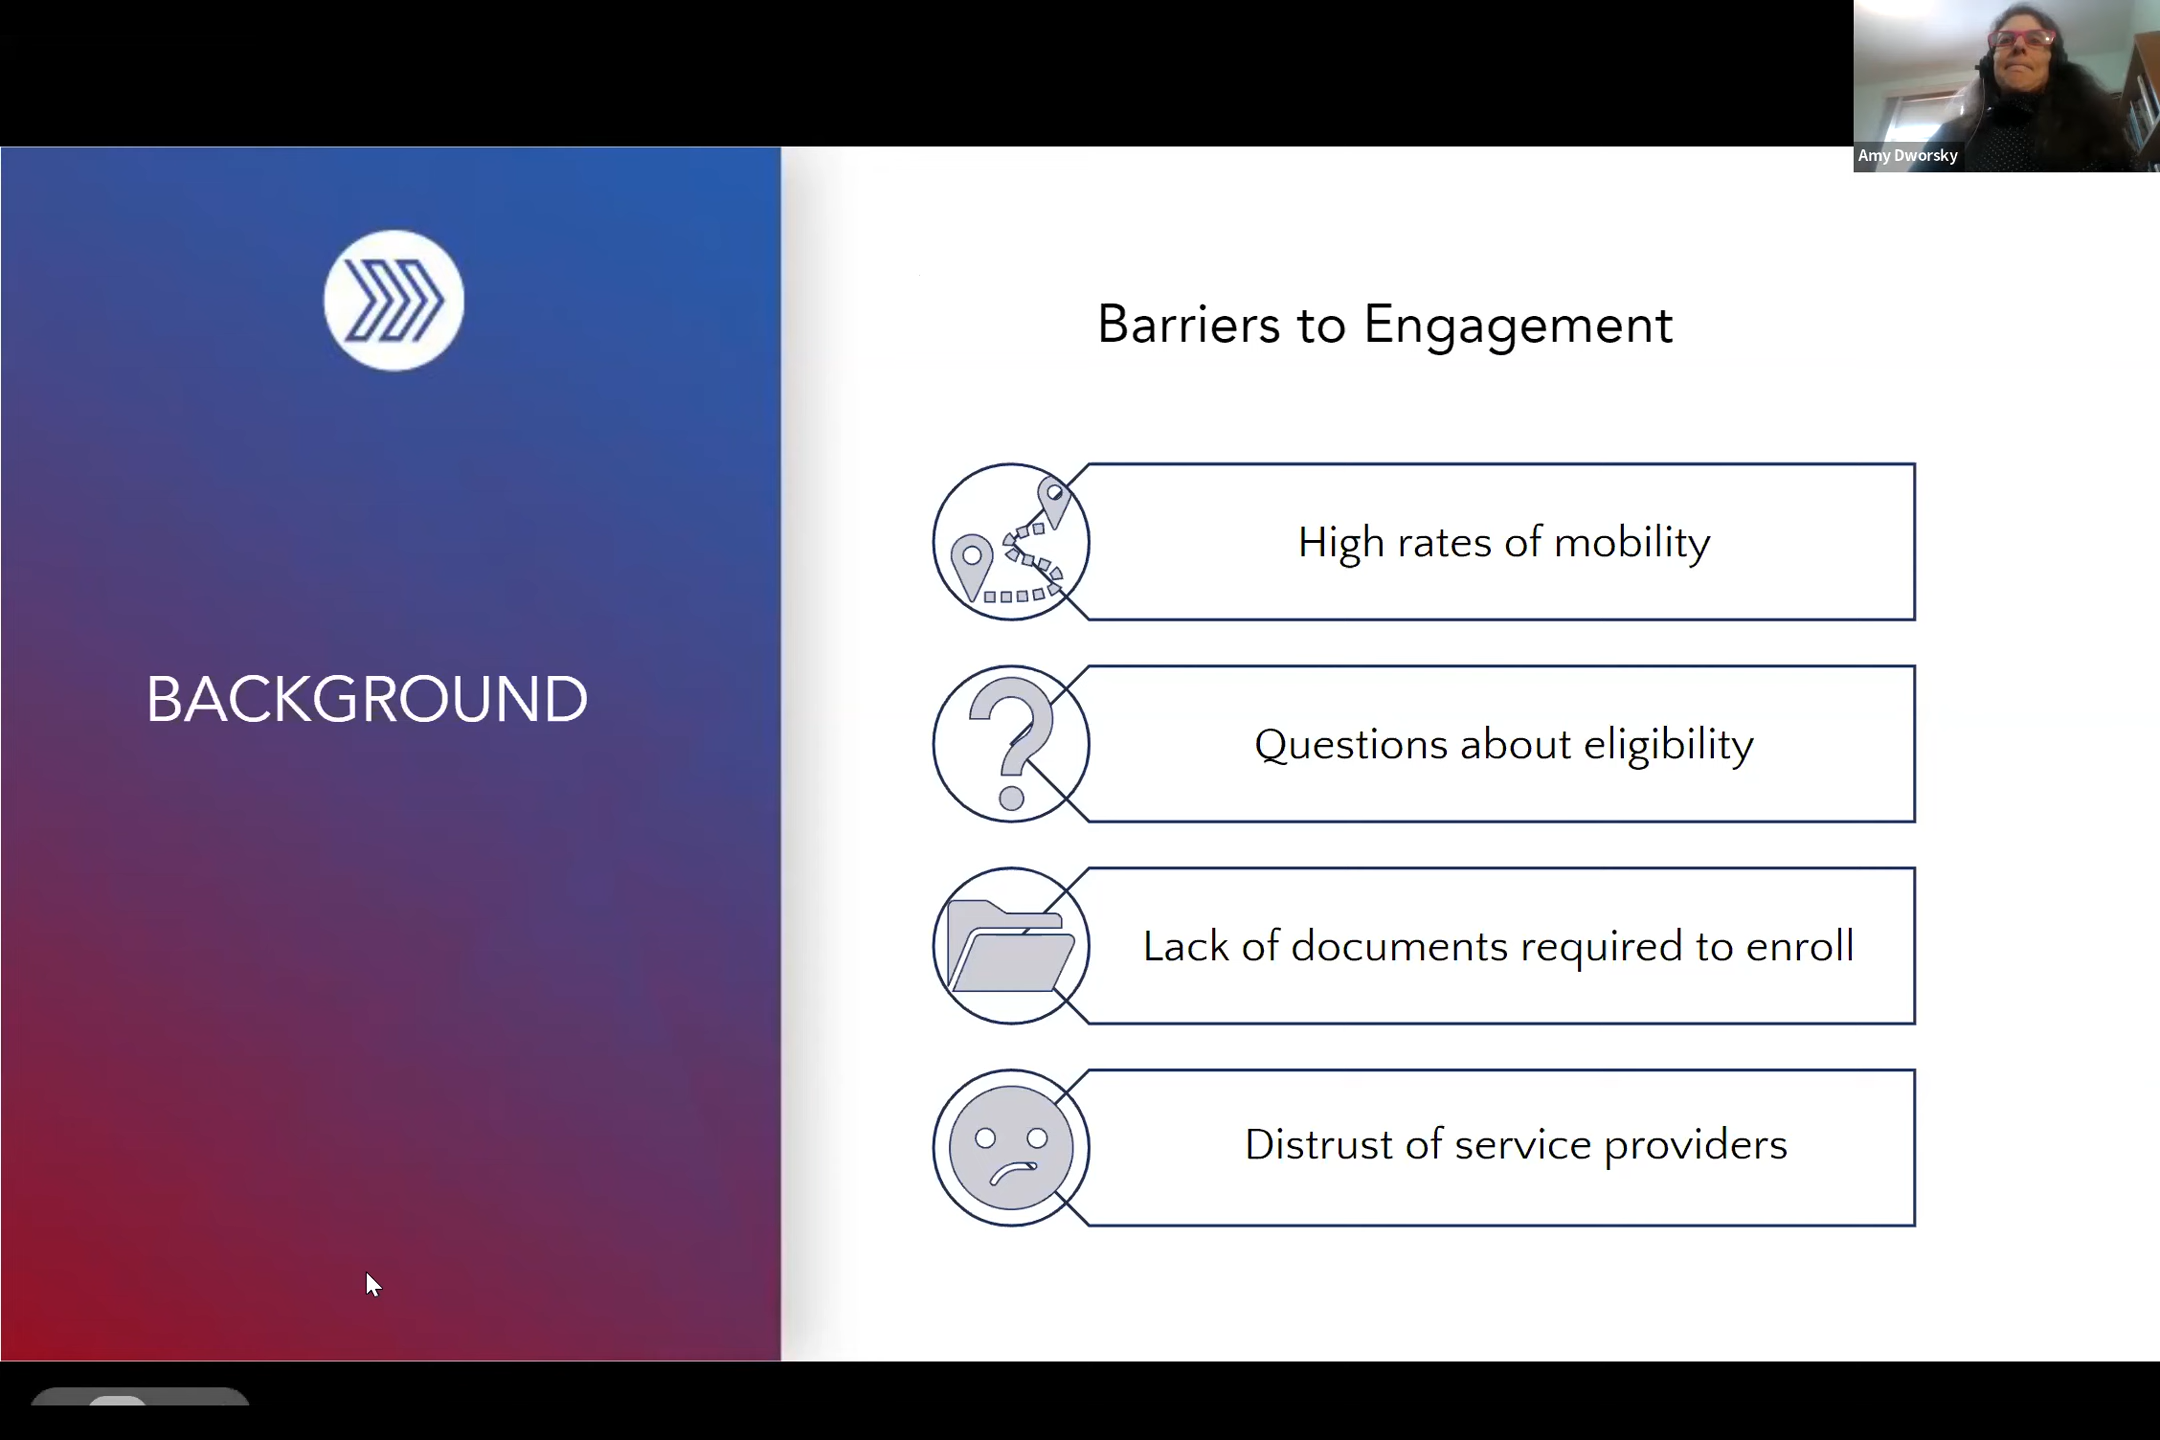 Amy Dworsky
BACKGROUND
Barriers to Engagement
High rates of mobility
Questions about eligibility
Lack of documents required to enroll
Distrust of service providers